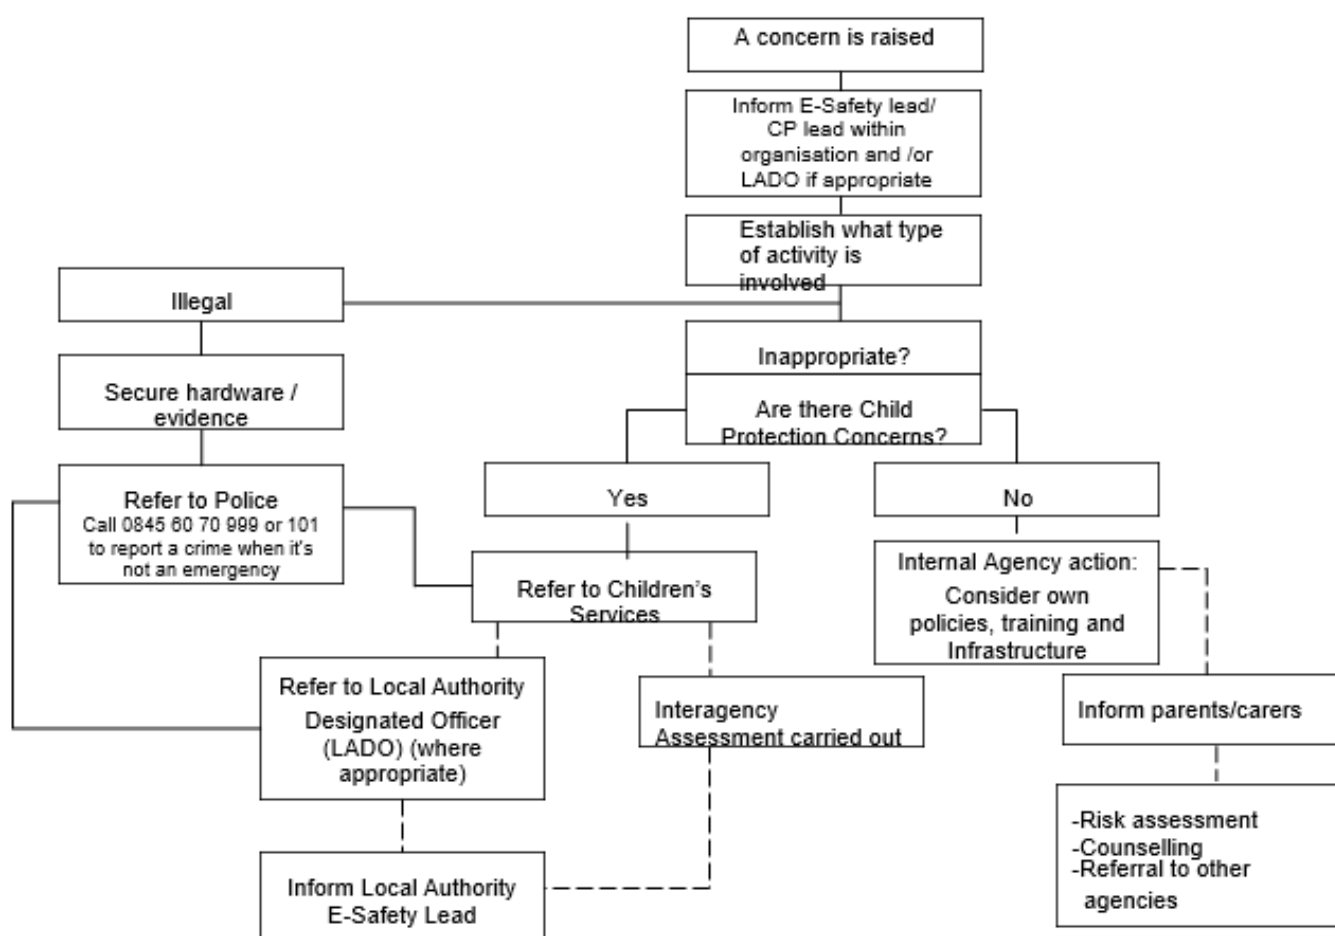 A concern is raised
Inform E-Safety lead/
CP lead within
organisation and /or
LADO if appropriate
Establish what type
of activity is
involved
Illegal
Inappropriate?
Secure hardware /
evidence
Are there Child
Protection Concerns?
Refer to Police
Call 0845 60 70 999 or 101
to report a crime when it's
not an emergency
Yes
No
Refer to Children's
Services
Internal Agency action:
Consider own
policies, training and
Infrastructure
Refer to Local Authority
Designated Officer
(LADO) (where
appropriate)
Interagency
Assessment carried out
Inform parents/carers
Inform Local Authority
E-Safety Lead
-Risk assessment
-Counselling
-Referral to other
agencies